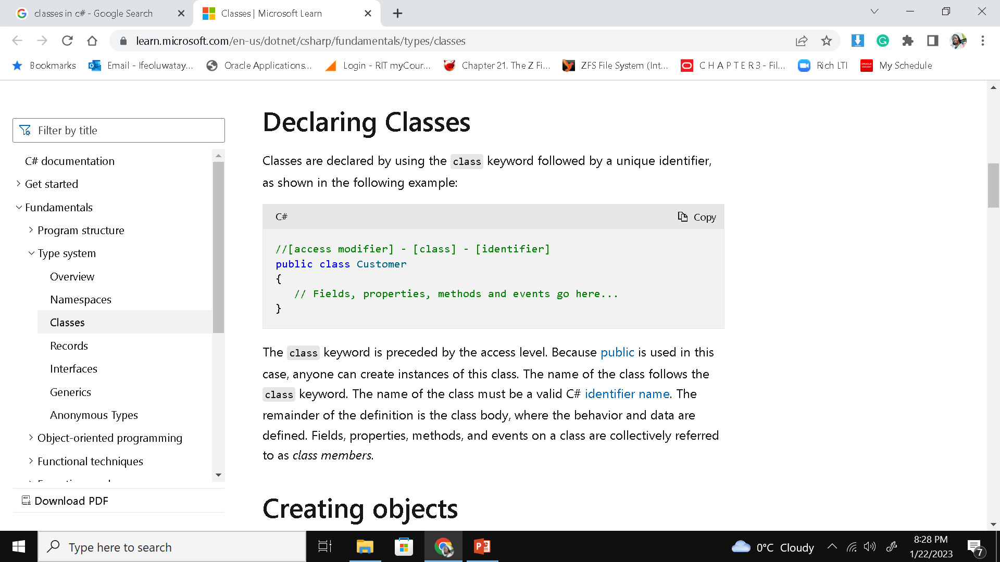 classes in c# - Google Search
Classes | Microsoft Learn
learn.microsoft.com/en-us/dotnet/csharp/fundamentals/types/classes
Bookmarks
Email - Ifeoluwatay...
Oracle Applications...
Login - RIT myCour...
Chapter 21. The Z Fi...
ZFS File System (Int...
C H A P T E R 3 - Fil...
Rich LTI
My Schedule
Filter by title
C# documentation
Get started
Fundamentals
Program structure
Type system
Overview
Namespaces
Classes
Records
Interfaces
Generics
Anonymous Types
Object-oriented programming
Functional techniques
Download PDF
Declaring Classes
Classes are declared by using the class keyword followed by a unique identifier,
as shown in the following example:
C#
Copy
//[access modifier] - [class] - [identifier]
public class Customer
{
// Fields, properties, methods and events go here...
}
The class keyword is preceded by the access level. Because public is used in this
case, anyone can create instances of this class. The name of the class follows the
class keyword. The name of the class must be a valid C# identifier name. The
remainder of the definition is the class body, where the behavior and data are
defined. Fields, properties, methods, and events on a class are collectively referred
to as class members.
Creating objects
Type here to search
0°C Cloudy
8:28 PM
1/22/2023
7